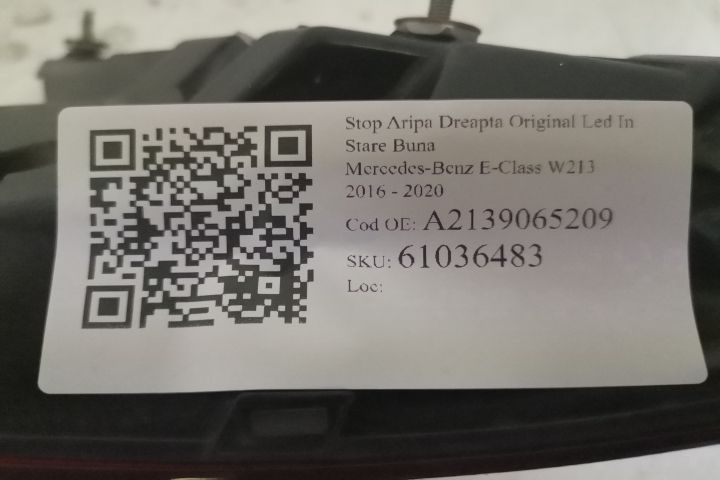 Stop Aripa Dreapta Original Led In
Stare Buna
Mercedes-Benz E-Class W213
2016 - 2020
Cod OE: A2139065209
SKU: 61036483
Loc: